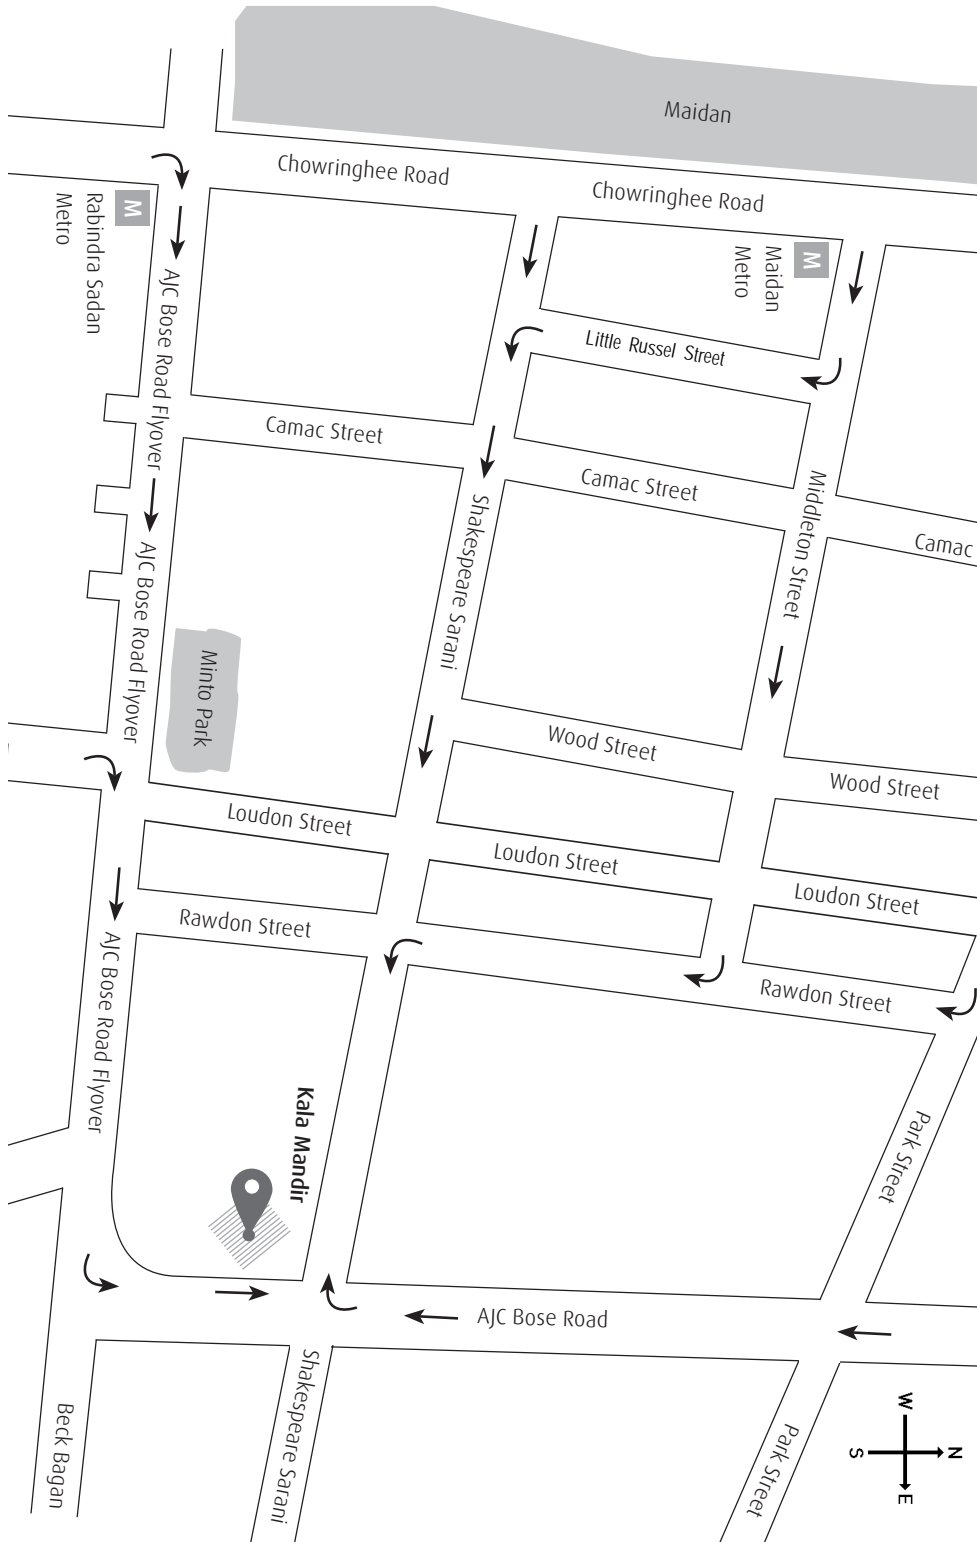 Maidan
Chowringhee Road
Chowringhee Road
M
Rabindra Sadan
Metro
M
Maidan
Metro
AJC Bose Road Flyover
Little Russel Street
Camac Street
Camac Street
Camac
Middleton Street
Shakespeare Sarani
AJC Bose Road Flyover
Minto Park
Wood Street
Wood Street
Loudon Street
Loudon Street
Loudon Street
Rawdon Street
Rawdon Street
AJC Bose Road Flyover
Kala Mandir
Park Street
AJC Bose Road
Shakespeare Sarani
Beck Bagan
Park Street
W
S
N
E